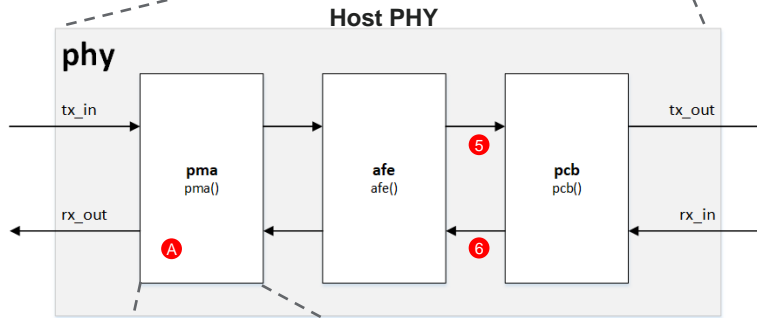 Host PHY
phy
tx_in
tx_out
5
pma
pma()
afe
afe()
pcb
pcb()
rx_out
rx_in
A
6